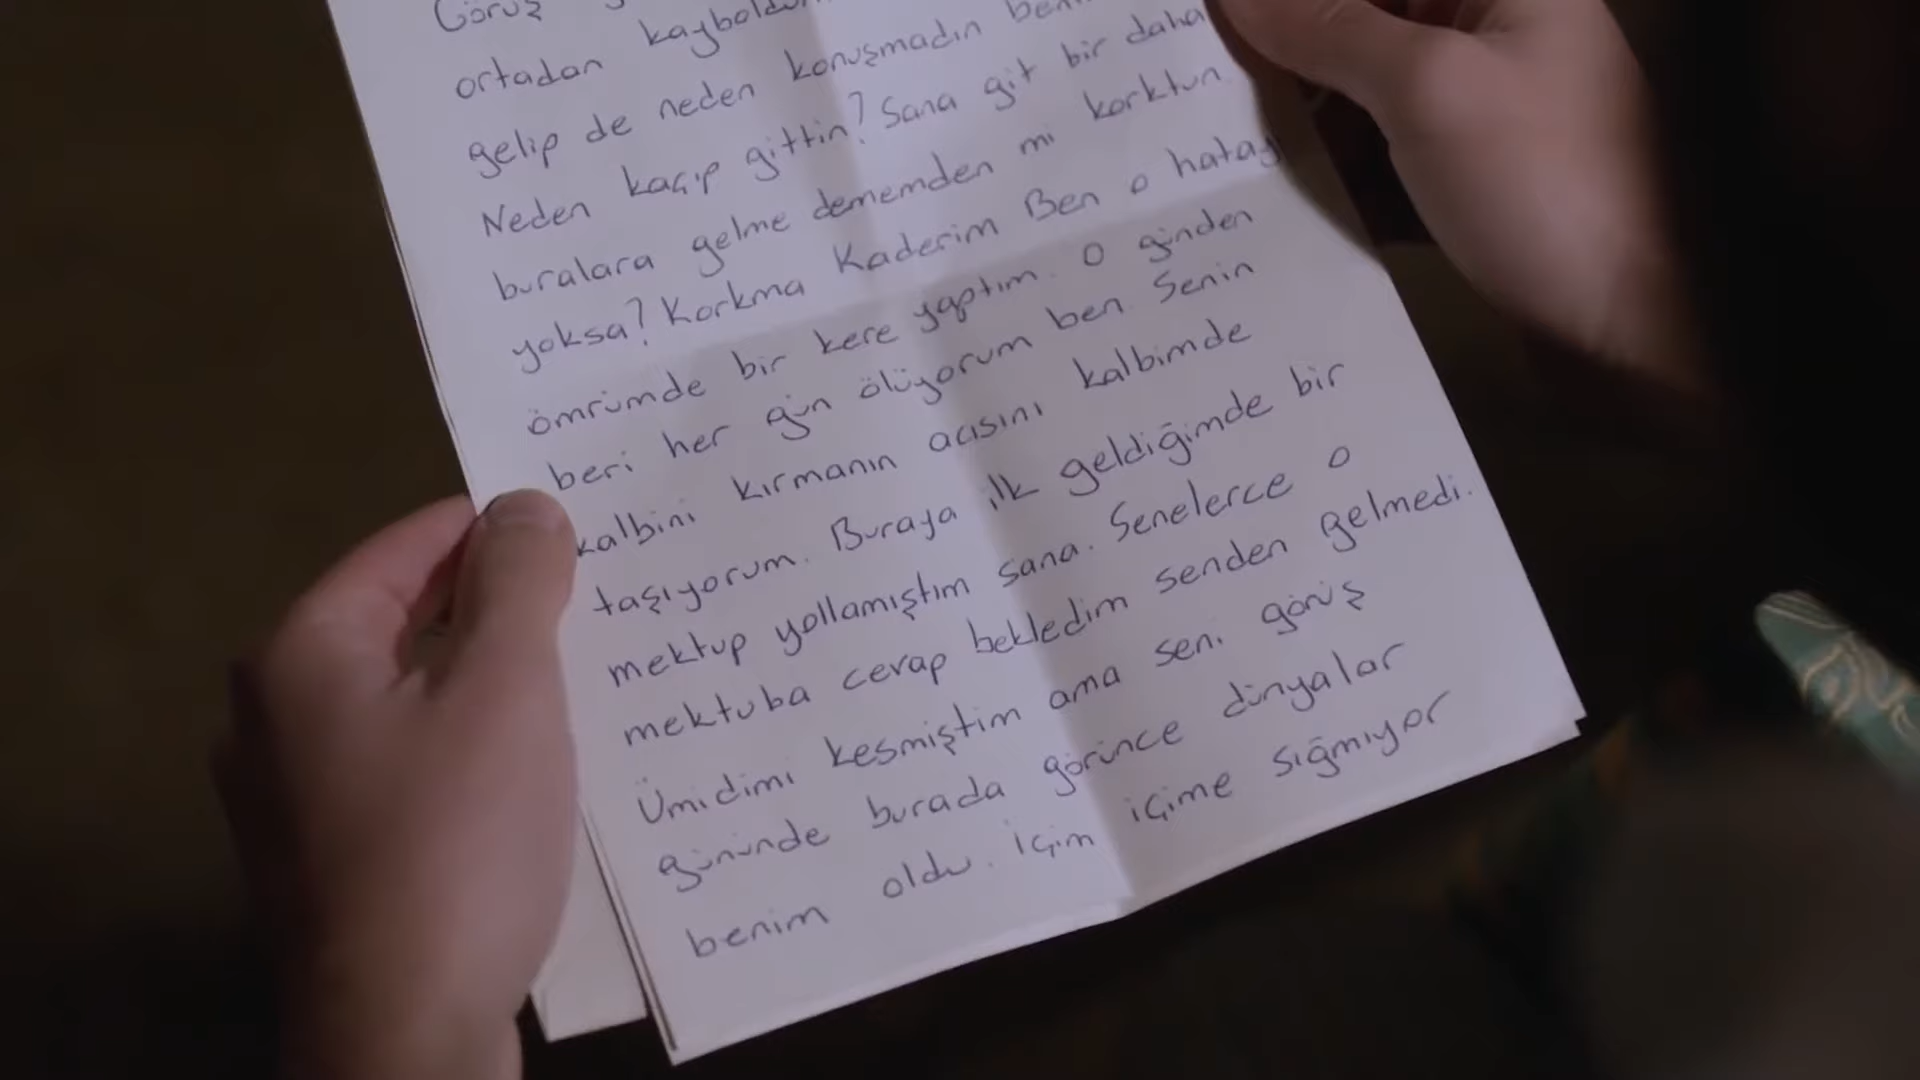 Görüş
ortadan
gelip de neden konuşmadın
Neden kaçıp gittin? Sana git bir daha
buralara gelme dememden mi korktun
yoksa? Korkma Kaderim Ben o
ömrümde bir kere yaptım. O günden
beri her gün ölüyorum ben. Senin
kalbini kırmanın acısını kalbimde
taşıyorum. Buraya ilk geldiğimde bir
mektup yollamıştım sana. Senelerce o
mektuba cevap bekledim senden gelmedi.
Ümidimi kesmiştim ama seni görüş
gününde burada görünce dünyalar
benim oldu. İçim içime sığmıyor